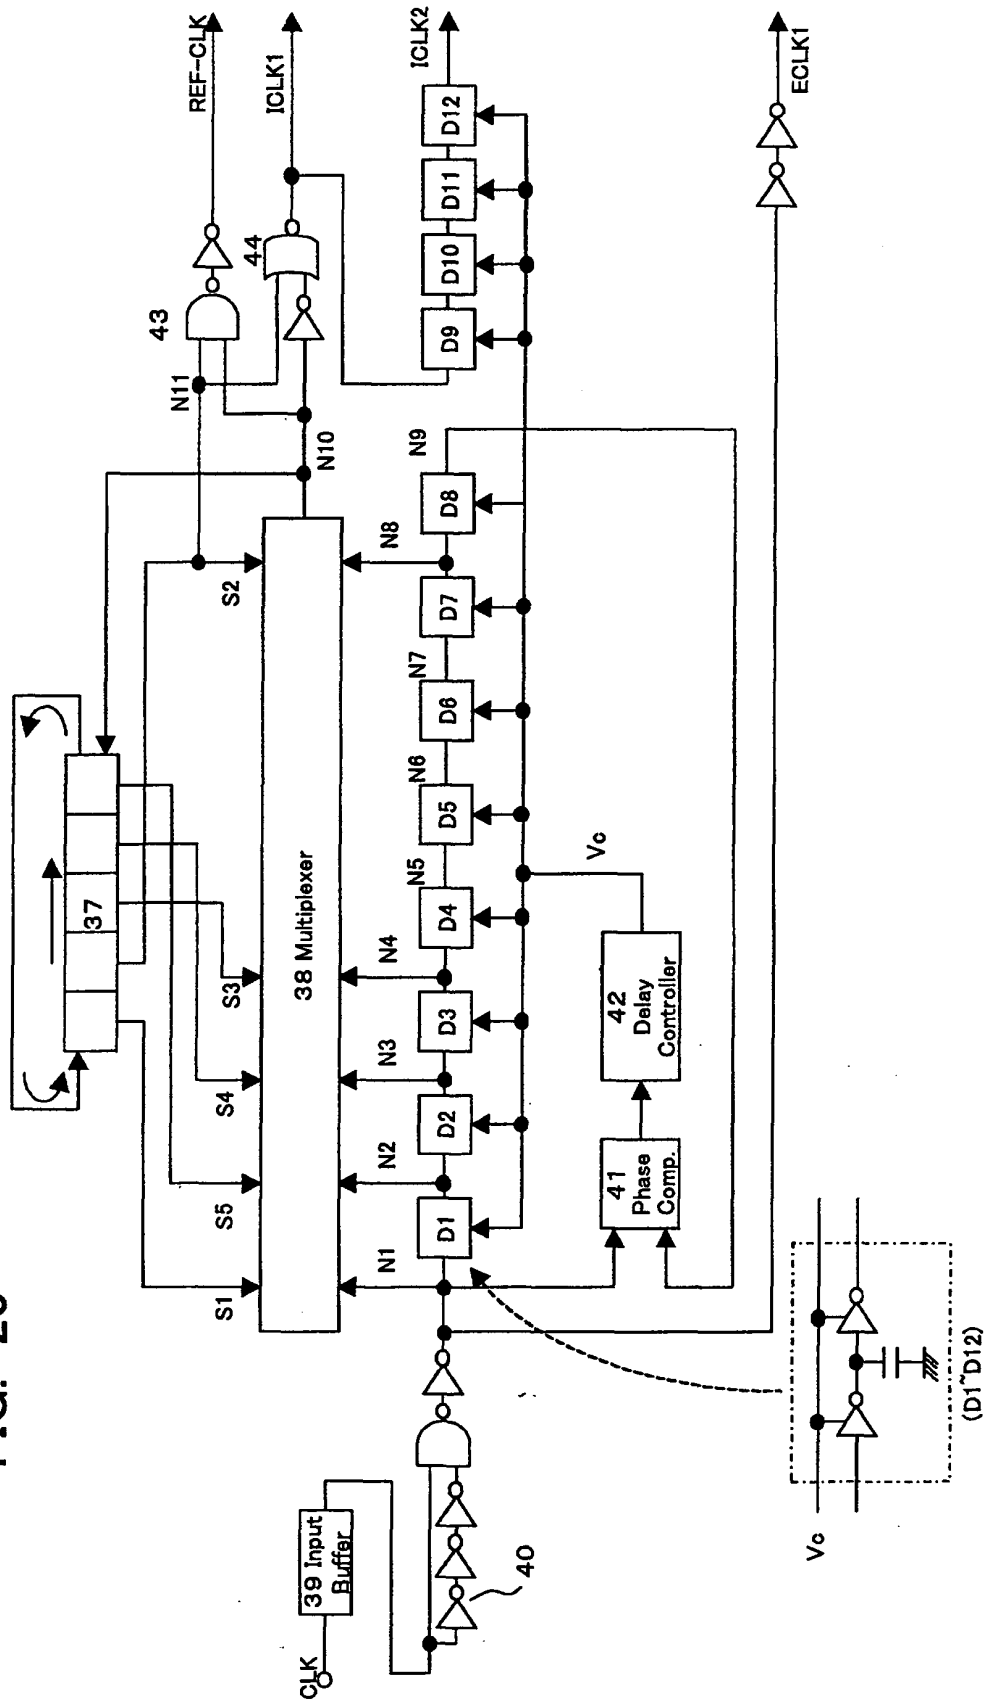 FIG.
37
REF-CLK
43
N11
44
ICLK1
N10
S1
S5
S4
S3
S2
38 Multiplexer
N1
N2
N3
N4
N5
N6
N7
N8
N9
CLK
39 Input
Buffer
40
D1
D2
D3
D4
D5
D6
D7
D8
D9
D10
D11
D12
ICLK2
Vc
41
Phase
Comp.
42
Delay
Controller
ECLK1
Vc
(D1~D12)